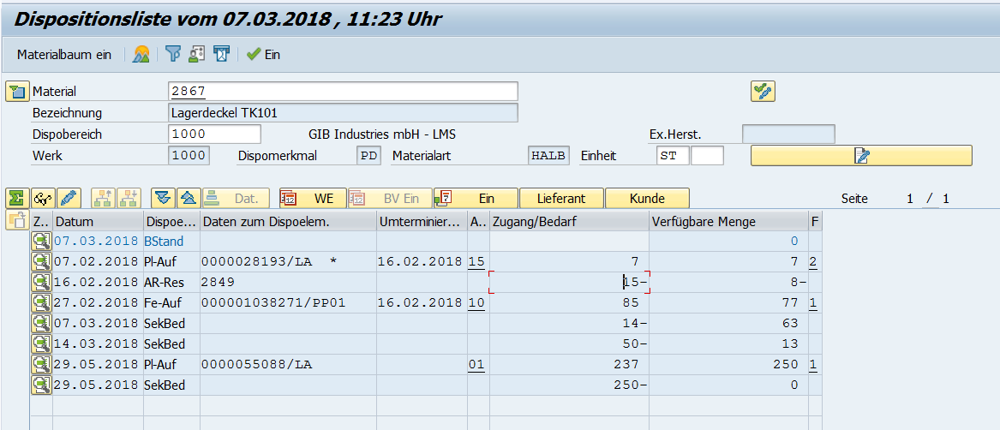 Dispositionsliste vom 07.03.2018 , 11:23 Uhr
Materialbaum ein Ein
Material 2867
Bezeichnung Lagerdeckel TK101
Dispobereich 1000 GIB Industries mbH - LMS Ex.Herst.
Werk 1000 Dispomerkmal PD Materialart HALB Einheit ST
Dat. WE BV Ein Ein Lieferant Kunde Seite 1 / 1
Z.. Datum Dispoe... Daten zum Dispoelem. Umterminier... A.. Zugang/Bedarf Verfügbare Menge F
07.03.2018 BStand 0
07.02.2018 Pl-Auf 0000028193/LA * 16.02.2018 15 7 7 2
16.02.2018 AR-Res 2849 15- 8-
27.02.2018 Fe-Auf 000001038271/PP01 16.02.2018 10 85 77 1
07.03.2018 SekBed 14- 63
14.03.2018 SekBed 50- 13
29.05.2018 Pl-Auf 0000055088/LA 01 237 250 1
29.05.2018 SekBed 250- 0